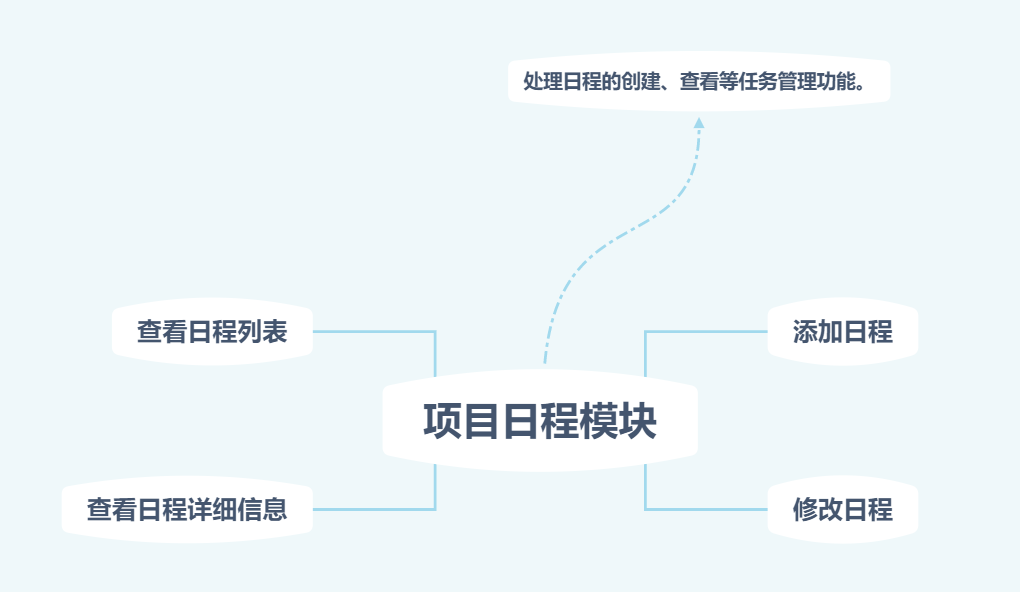 处理日程的创建、查看等任务管理功能。
查看日程列表
添加日程
项目日程模块
查看日程详细信息
修改日程